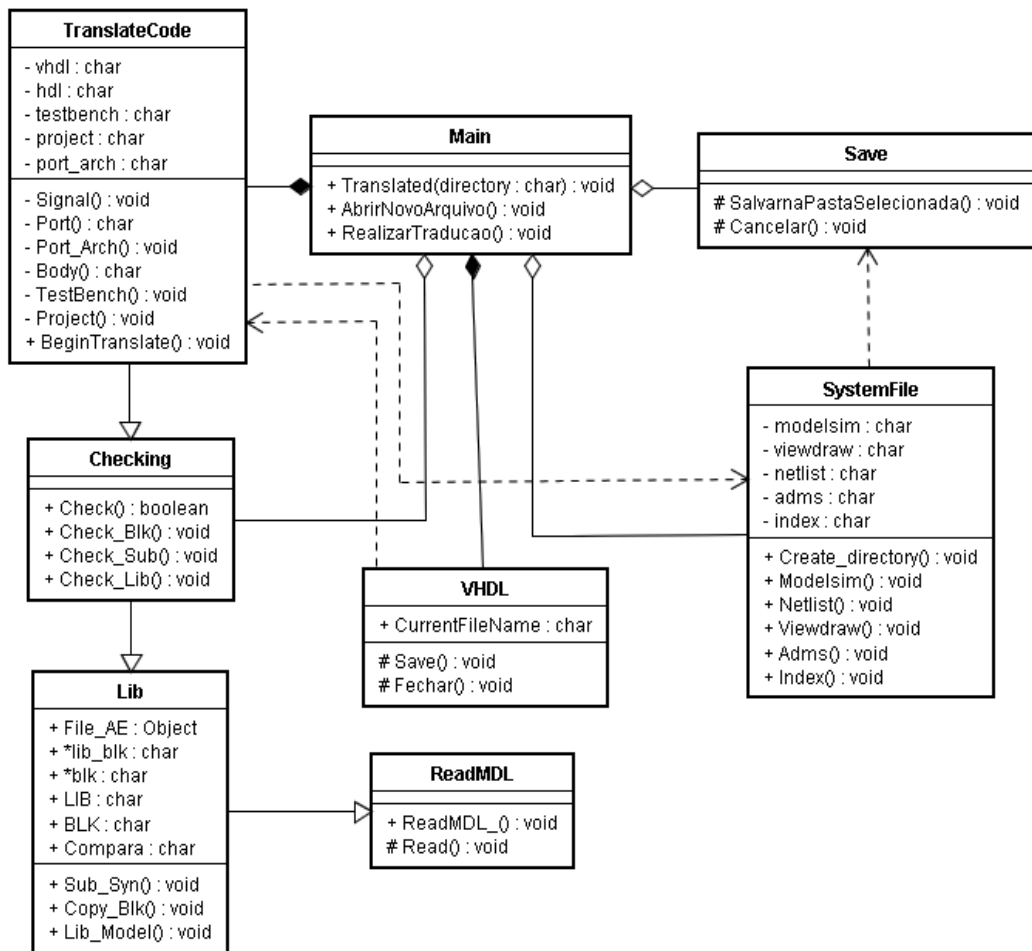 TranslateCode
- vhdl : char
- hdl : char
- testbench : char
- project : char
- port_arch : char
- Signal() : void
- Port() : char
- Port_Arch() : void
- Body() : char
- TestBench() : void
- Project() : void
+ BeginTranslate() : void
Main
+ Translated(directory : char) : void
+ AbrirNovoArquivo() : void
+ RealizarTraducao() : void
Save
# SalvarnaPastaSelecionada() : void
# Cancelar() : void
Checking
+ Check() : boolean
+ Check_Blk() : void
+ Check_Sub() : void
+ Check_Lib() : void
VHDL
+ CurrentFileName : char
# Save() : void
# Fechar() : void
SystemFile
- modelsim : char
- viewdraw : char
- netlist : char
- adms : char
- index : char
+ Create_directory() : void
+ Modelsim() : void
+ Netlist() : void
+ Viewdraw() : void
+ Adms() : void
+ Index() : void
Lib
+ File_AE : Object
+ *lib_blk : char
+ *blk : char
+ LIB : char
+ BLK : char
+ Compara : char
+ Sub_Syn() : void
+ Copy_Blk() : void
+ Lib_Model() : void
ReadMDL
+ ReadMDL_() : void
# Read() : void